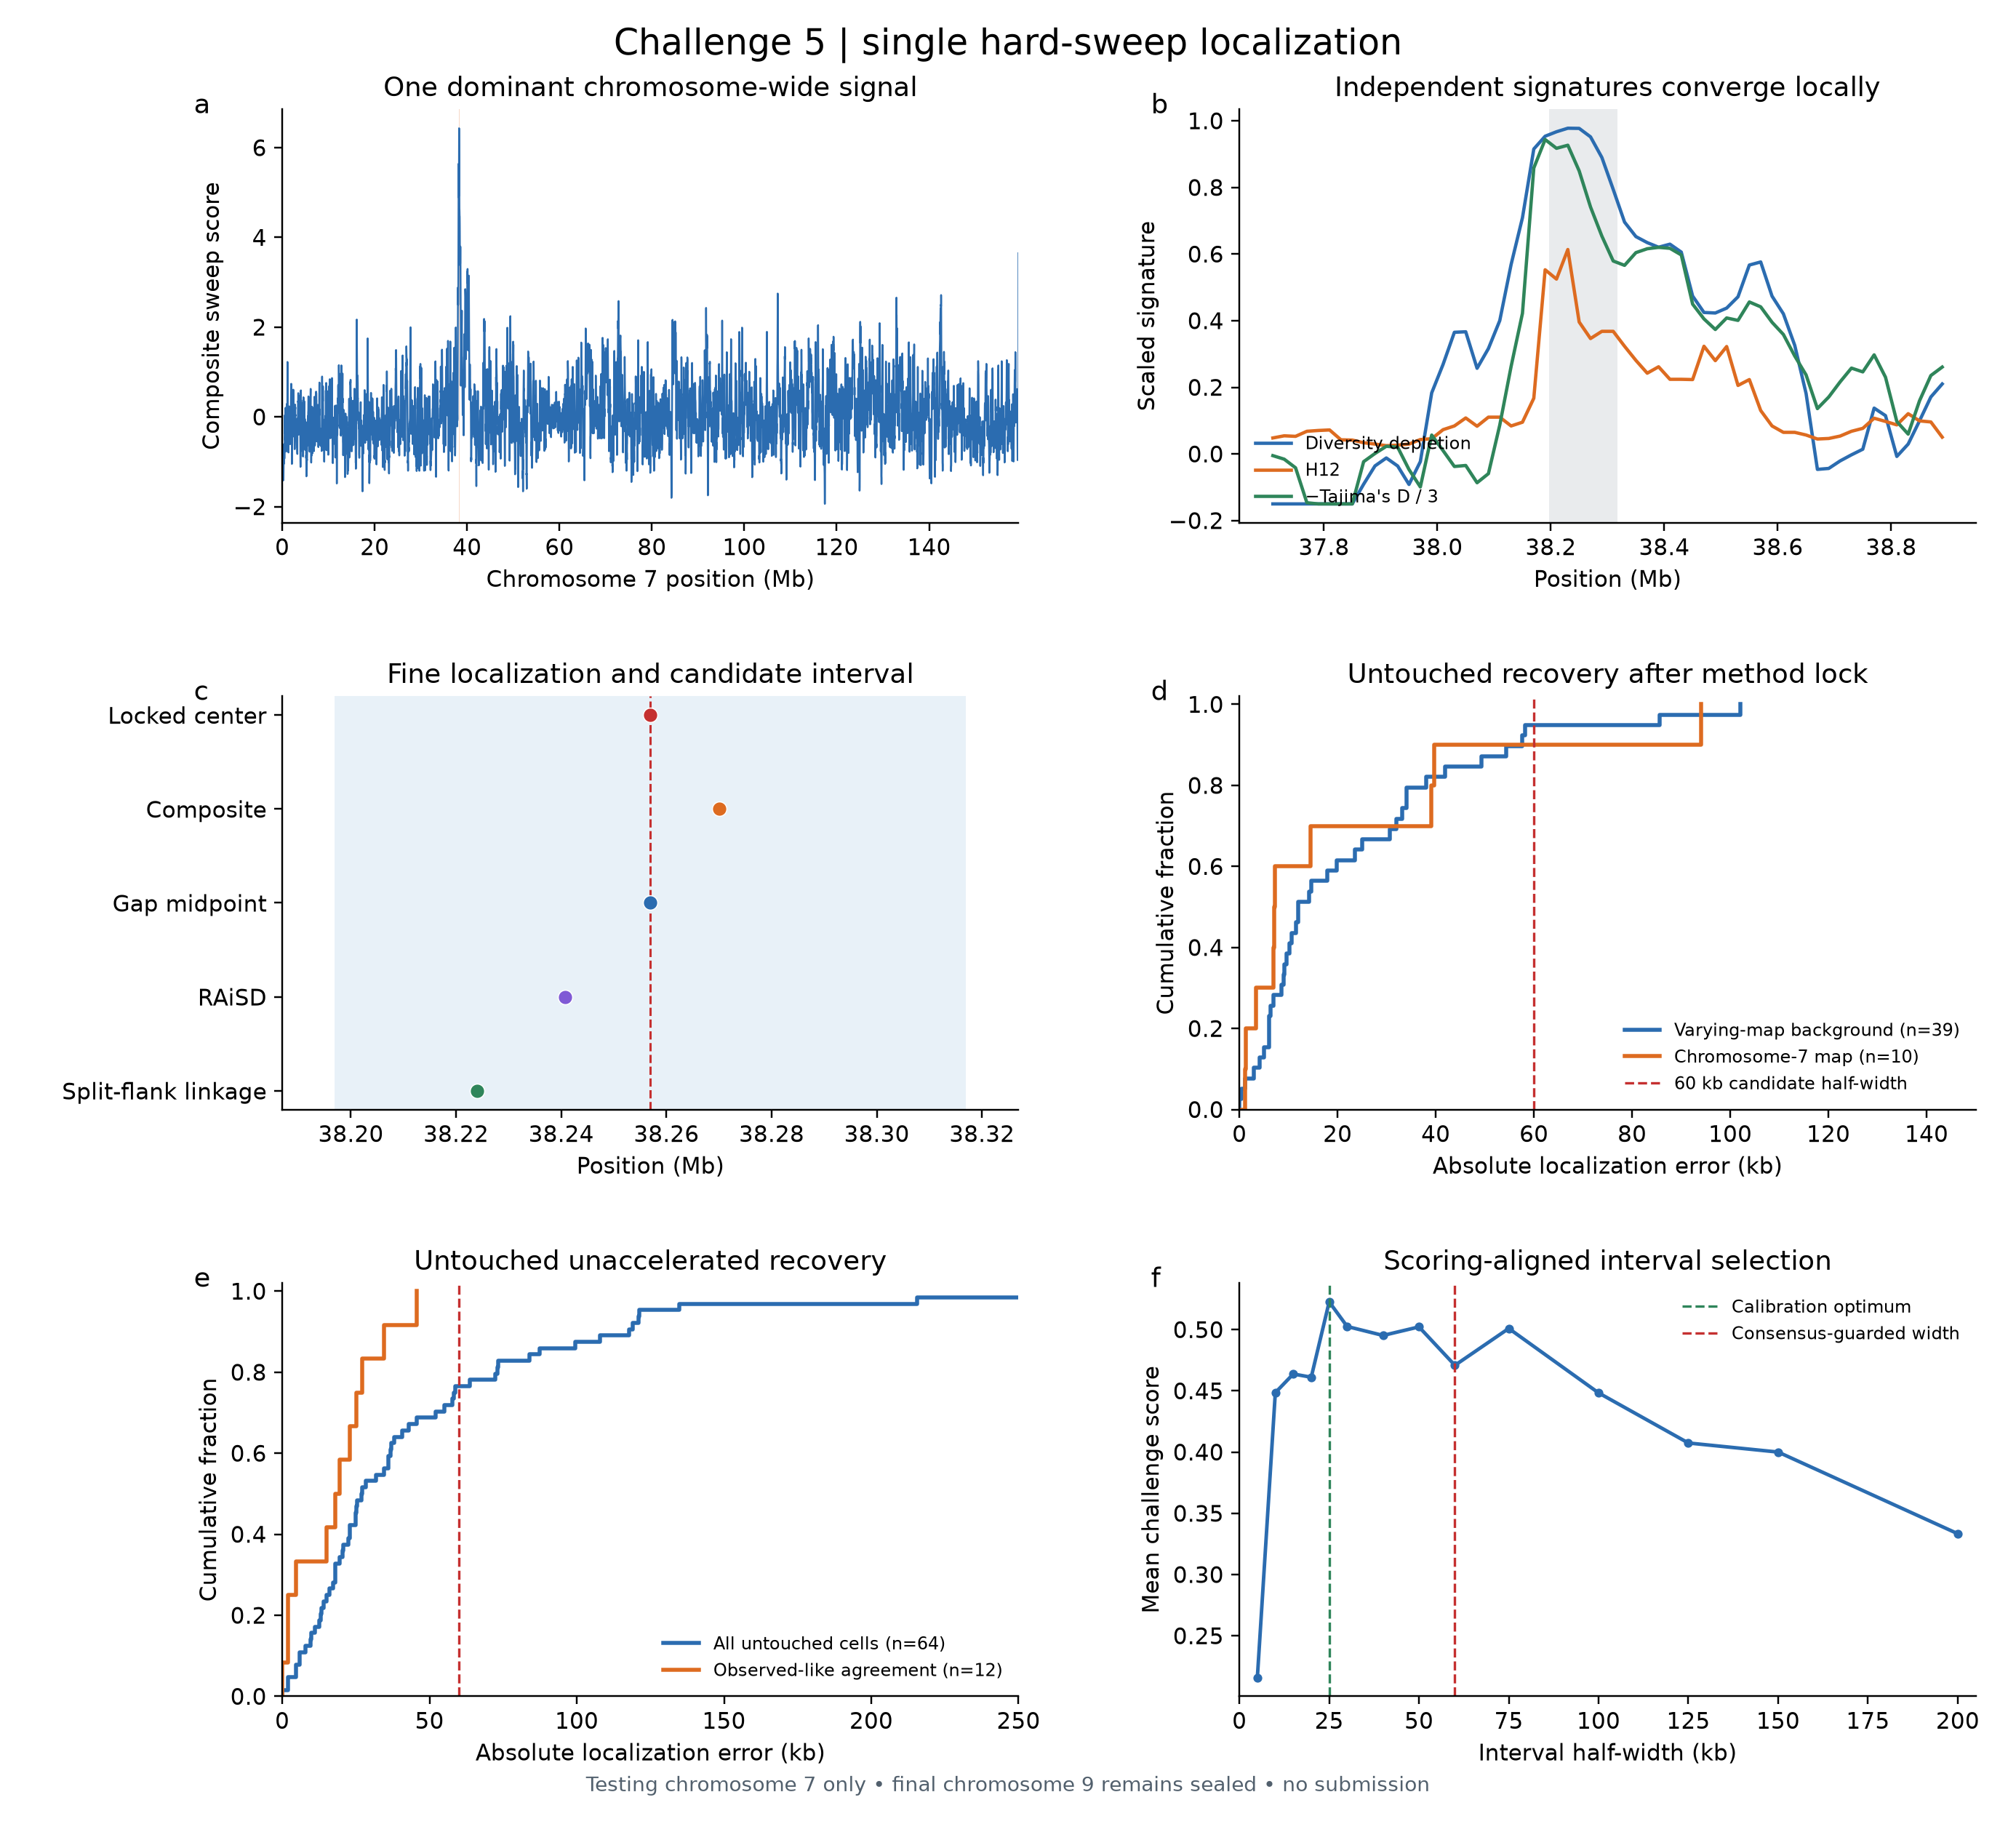 Challenge 5 | single hard-sweep localization
a
One dominant chromosome-wide signal
Composite sweep score
6
4
2
0
−2
0 20 40 60 80 100 120 140
Chromosome 7 position (Mb)
b
Independent signatures converge locally
Scaled signature
1.0
0.8
0.6
0.4
0.2
0.0
−0.2
Diversity depletion
H12
−Tajima's D / 3
37.8 38.0 38.2 38.4 38.6 38.8
Position (Mb)
c
Fine localization and candidate interval
Locked center
Composite
Gap midpoint
RAiSD
Split-flank linkage
38.20 38.22 38.24 38.26 38.28 38.30 38.32
Position (Mb)
d
Untouched recovery after method lock
Cumulative fraction
1.0
0.8
0.6
0.4
0.2
0.0
Varying-map background (n=39)
Chromosome-7 map (n=10)
60 kb candidate half-width
0 20 40 60 80 100 120 140
Absolute localization error (kb)
e
Untouched unaccelerated recovery
Cumulative fraction
1.0
0.8
0.6
0.4
0.2
0.0
All untouched cells (n=64)
Observed-like agreement (n=12)
0 50 100 150 200 250
Absolute localization error (kb)
f
Scoring-aligned interval selection
Mean challenge score
0.50
0.45
0.40
0.35
0.30
0.25
Calibration optimum
Consensus-guarded width
0 25 50 75 100 125 150 175 200
Interval half-width (kb)
Testing chromosome 7 only • final chromosome 9 remains sealed • no submission